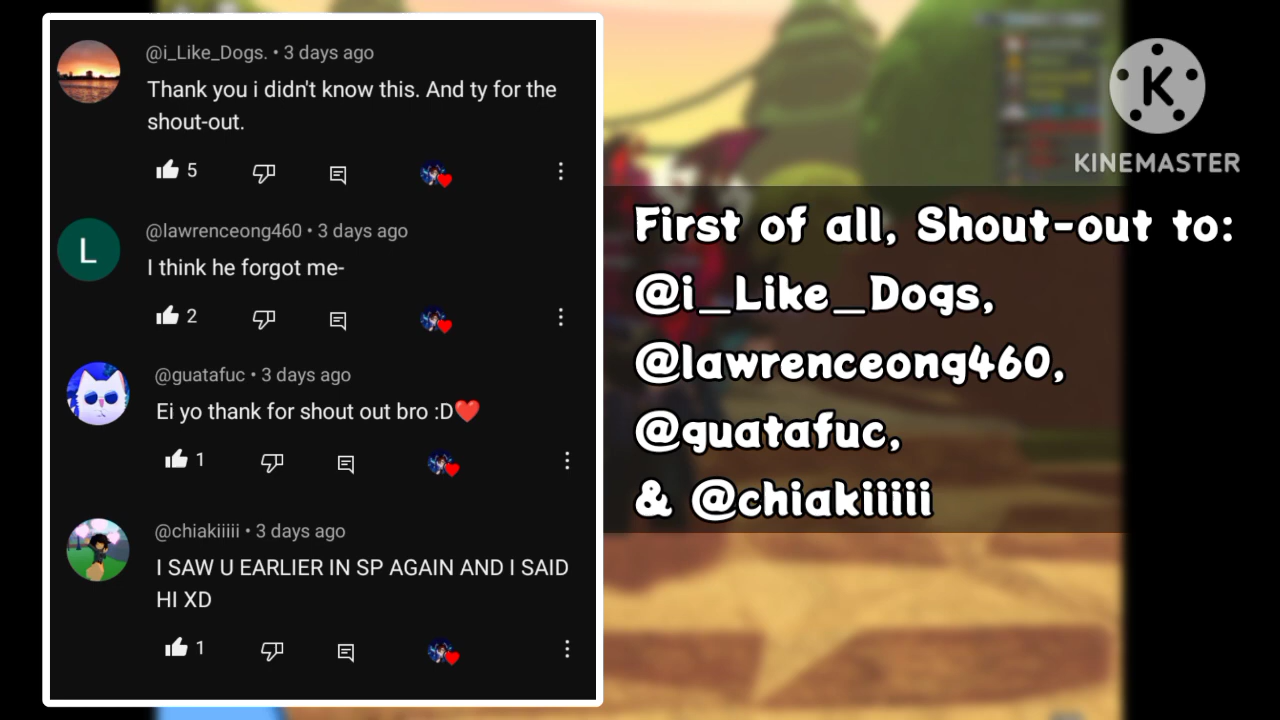 @i_Like_Dogs. • 3 days ago
Thank you i didn't know this. And ty for the
shout-out.
5
@lawrenceong460 • 3 days ago
L
I think he forgot me-
2
@guatafuc • 3 days ago
Ei yo thank for shout out bro :D❤️
1
@chiakiiiii • 3 days ago
I SAW U EARLIER IN SP AGAIN AND I SAID
HI XD
1
K
KINEMASTER
First of all, Shout-out to:
@i_Like_Dogs,
@lawrenceong460,
@guatafuc,
& @chiakiiiii